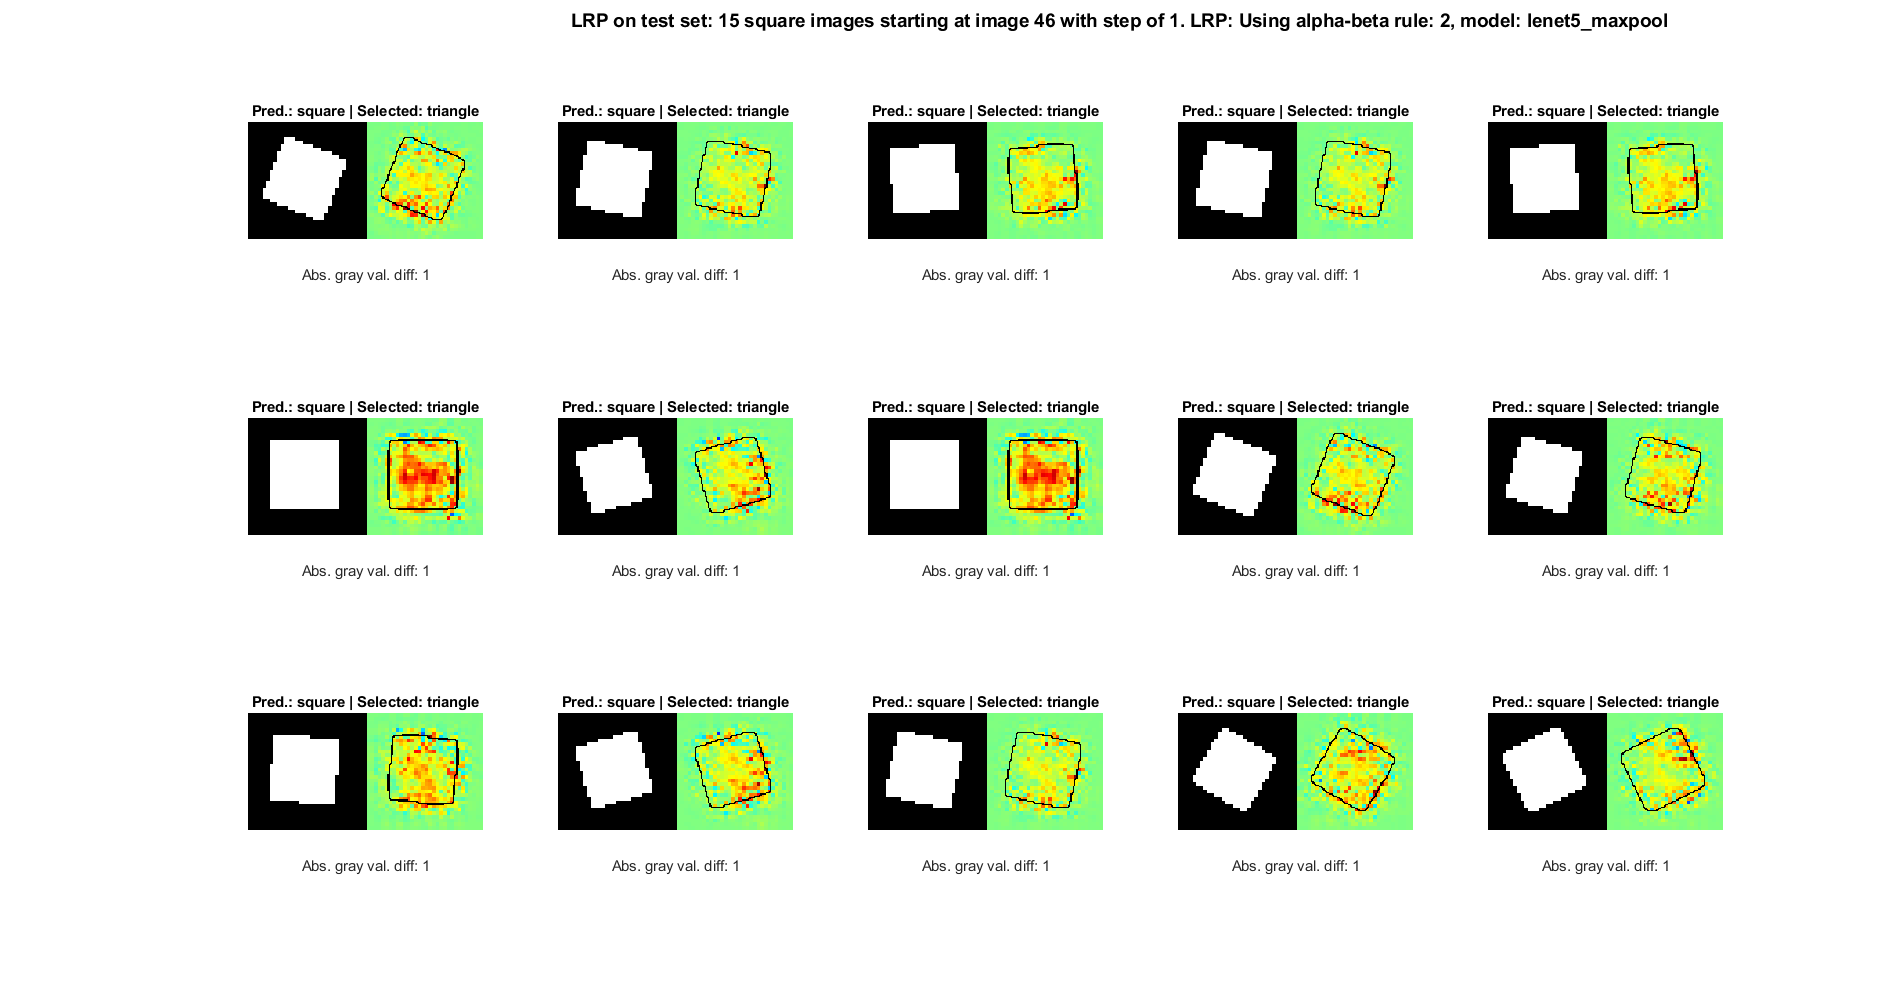 LRP on test set: 15 square images starting at image 46 with step of 1. LRP: Using alpha-beta rule: 2, model: lenet5_maxpool
Pred.: square | Selected: triangle
Pred.: square | Selected: triangle
Pred.: square | Selected: triangle
Pred.: square | Selected: triangle
Pred.: square | Selected: triangle
Abs. gray val. diff: 1
Abs. gray val. diff: 1
Abs. gray val. diff: 1
Abs. gray val. diff: 1
Abs. gray val. diff: 1
Pred.: square | Selected: triangle
Pred.: square | Selected: triangle
Pred.: square | Selected: triangle
Pred.: square | Selected: triangle
Pred.: square | Selected: triangle
Abs. gray val. diff: 1
Abs. gray val. diff: 1
Abs. gray val. diff: 1
Abs. gray val. diff: 1
Abs. gray val. diff: 1
Pred.: square | Selected: triangle
Pred.: square | Selected: triangle
Pred.: square | Selected: triangle
Pred.: square | Selected: triangle
Pred.: square | Selected: triangle
Abs. gray val. diff: 1
Abs. gray val. diff: 1
Abs. gray val. diff: 1
Abs. gray val. diff: 1
Abs. gray val. diff: 1